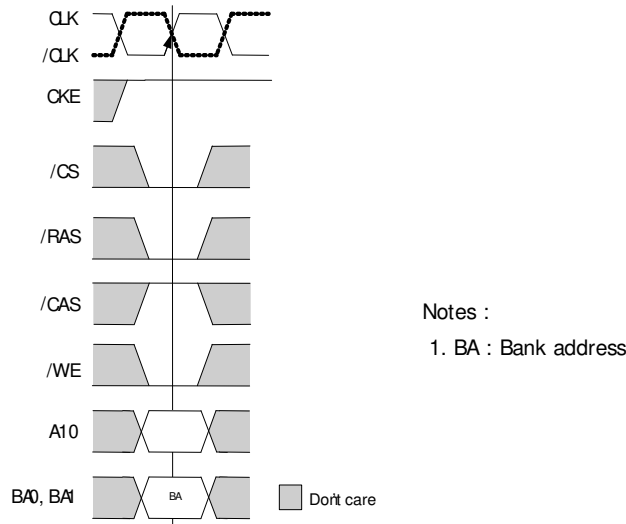 CLK
/CLK
CKE
/CS
/RAS
/CAS
/WE
A10
BA0, BA1
BA
Don't care
Notes :
1. BA : Bank address